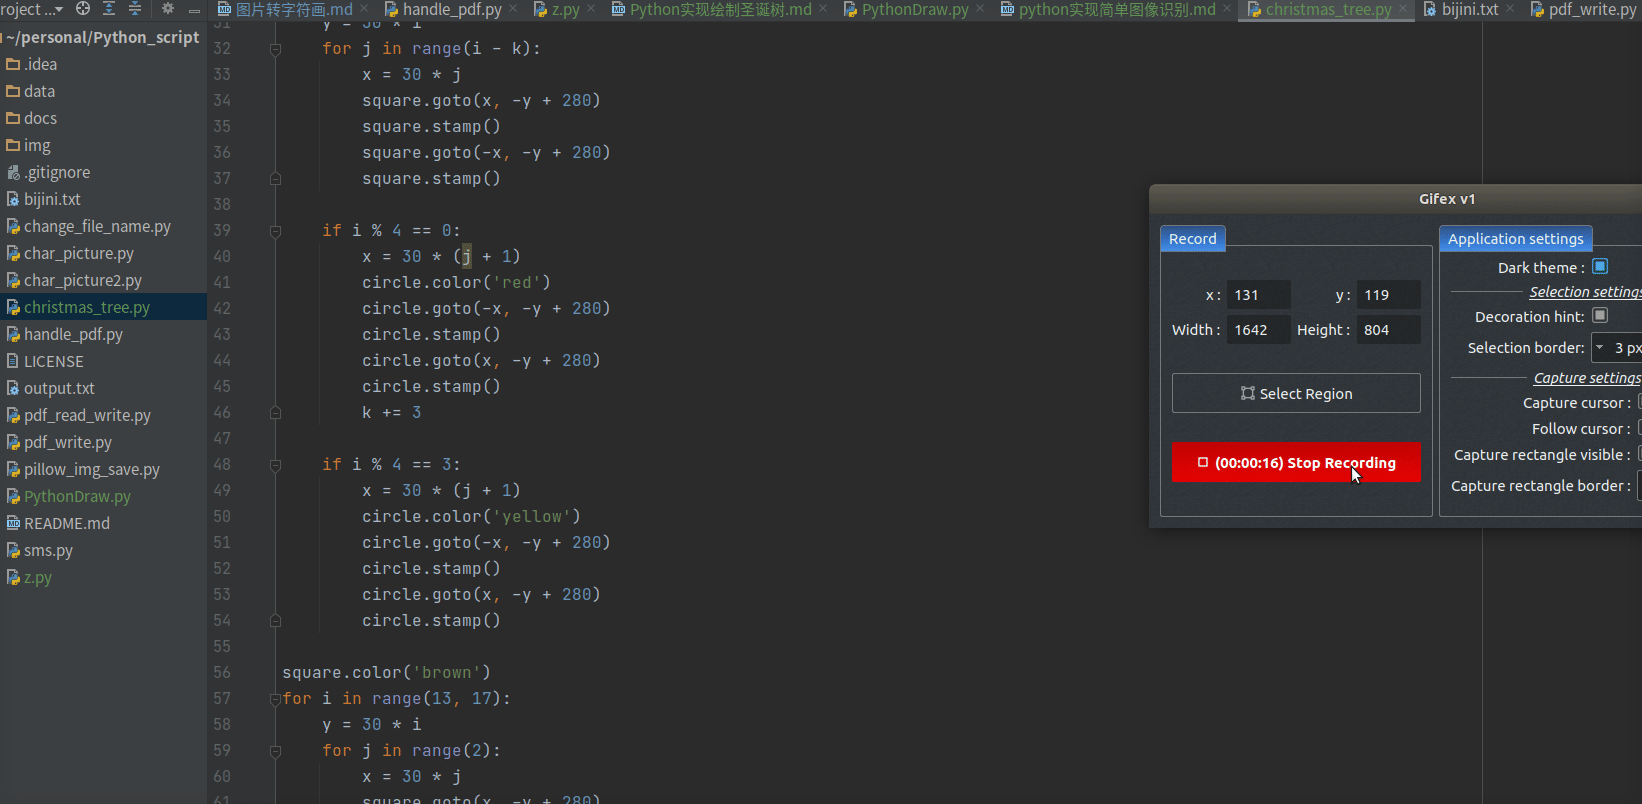 roject ...
图片转字符画.md
handle_pdf.py
z.py
Python实现绘制圣诞树.md
PythonDraw.py
python实现简单图像识别.md
christmas_tree.py
bijini.txt
pdf_write.py
~/personal/Python_script
.idea
data
docs
img
.gitignore
bijini.txt
change_file_name.py
char_picture.py
char_picture2.py
christmas_tree.py
handle_pdf.py
LICENSE
output.txt
pdf_read_write.py
pdf_write.py
pillow_img_save.py
PythonDraw.py
README.md
sms.py
z.py
31 y = 30 * i
32 for j in range(i - k):
33 x = 30 * j
34 square.goto(x, -y + 280)
35 square.stamp()
36 square.goto(-x, -y + 280)
37 square.stamp()
38
39 if i % 4 == 0:
40 x = 30 * (j + 1)
41 circle.color('red')
42 circle.goto(-x, -y + 280)
43 circle.stamp()
44 circle.goto(x, -y + 280)
45 circle.stamp()
46 k += 3
47
48 if i % 4 == 3:
49 x = 30 * (j + 1)
50 circle.color('yellow')
51 circle.goto(-x, -y + 280)
52 circle.stamp()
53 circle.goto(x, -y + 280)
54 circle.stamp()
55
56 square.color('brown')
57 for i in range(13, 17):
58 y = 30 * i
59 for j in range(2):
60 x = 30 * j
61 square.goto(x, -y + 280)
Gifex v1
Record
x : 131 y : 119
Width : 1642 Height : 804
Select Region
(00:00:16) Stop Recording
Application settings
Dark theme :
Selection settings
Decoration hint:
Selection border: 3 px
Capture settings
Capture cursor :
Follow cursor :
Capture rectangle visible :
Capture rectangle border :